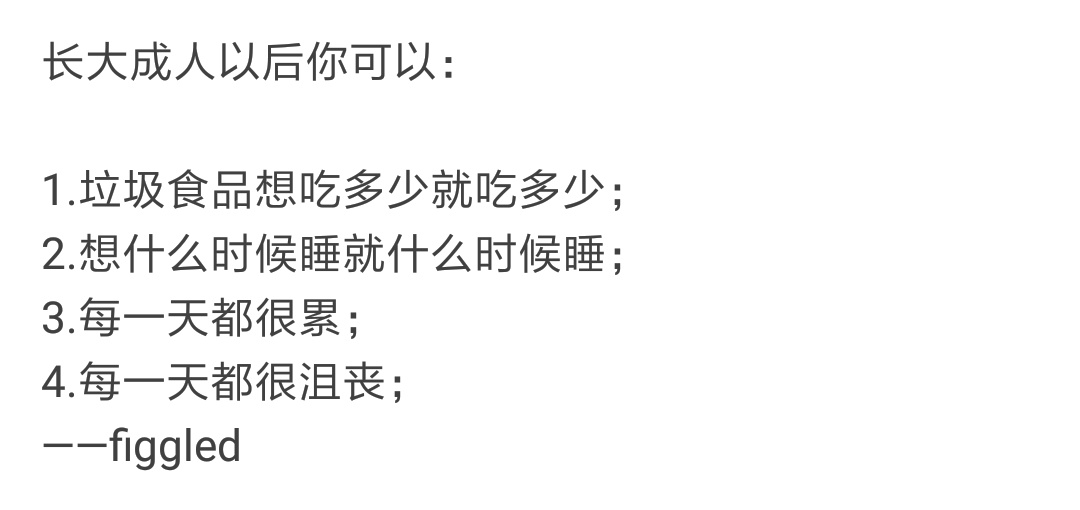 长大成人以后你可以：
1.垃圾食品想吃多少就吃多少；
2.想什么时候睡就什么时候睡；
3.每一天都很累；
4.每一天都很沮丧；
——figgled